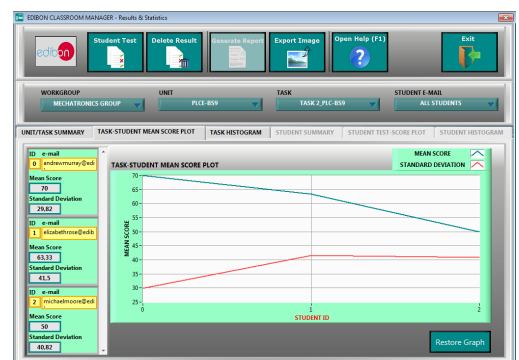 EDIBON CLASSROOM MANAGER - Results & Statistics
edibon
Student Test
Delete Result
Generate Report
Export Image
Open Help (F1)
?
Exit
WORKGROUP
UNIT
TASK
STUDENT E-MAIL
MECHATRONICS GROUP
PLCE-B59
TASK 2_PLC-B59
ALL STUDENTS
UNIT/TASK SUMMARY
TASK-STUDENT MEAN SCORE PLOT
TASK HISTOGRAM
STUDENT SUMMARY
STUDENT TEST-SCORE PLOT
STUDENT HISTOGRAM
ID e-mail
0 andrewmurray@edi
Mean Score
70
Standard Deviation
29,82
ID e-mail
1 elizabethrose@edib
Mean Score
63,33
Standard Deviation
41,5
ID e-mail
2 michaelmoore@edi
Mean Score
50
Standard Deviation
40,82
TASK-STUDENT MEAN SCORE PLOT
MEAN SCORE
STANDARD DEVIATION
MEAN SCORE
70
65
60
55
50
45
40
35
30
25
0
1
2
STUDENT ID
Restore Graph